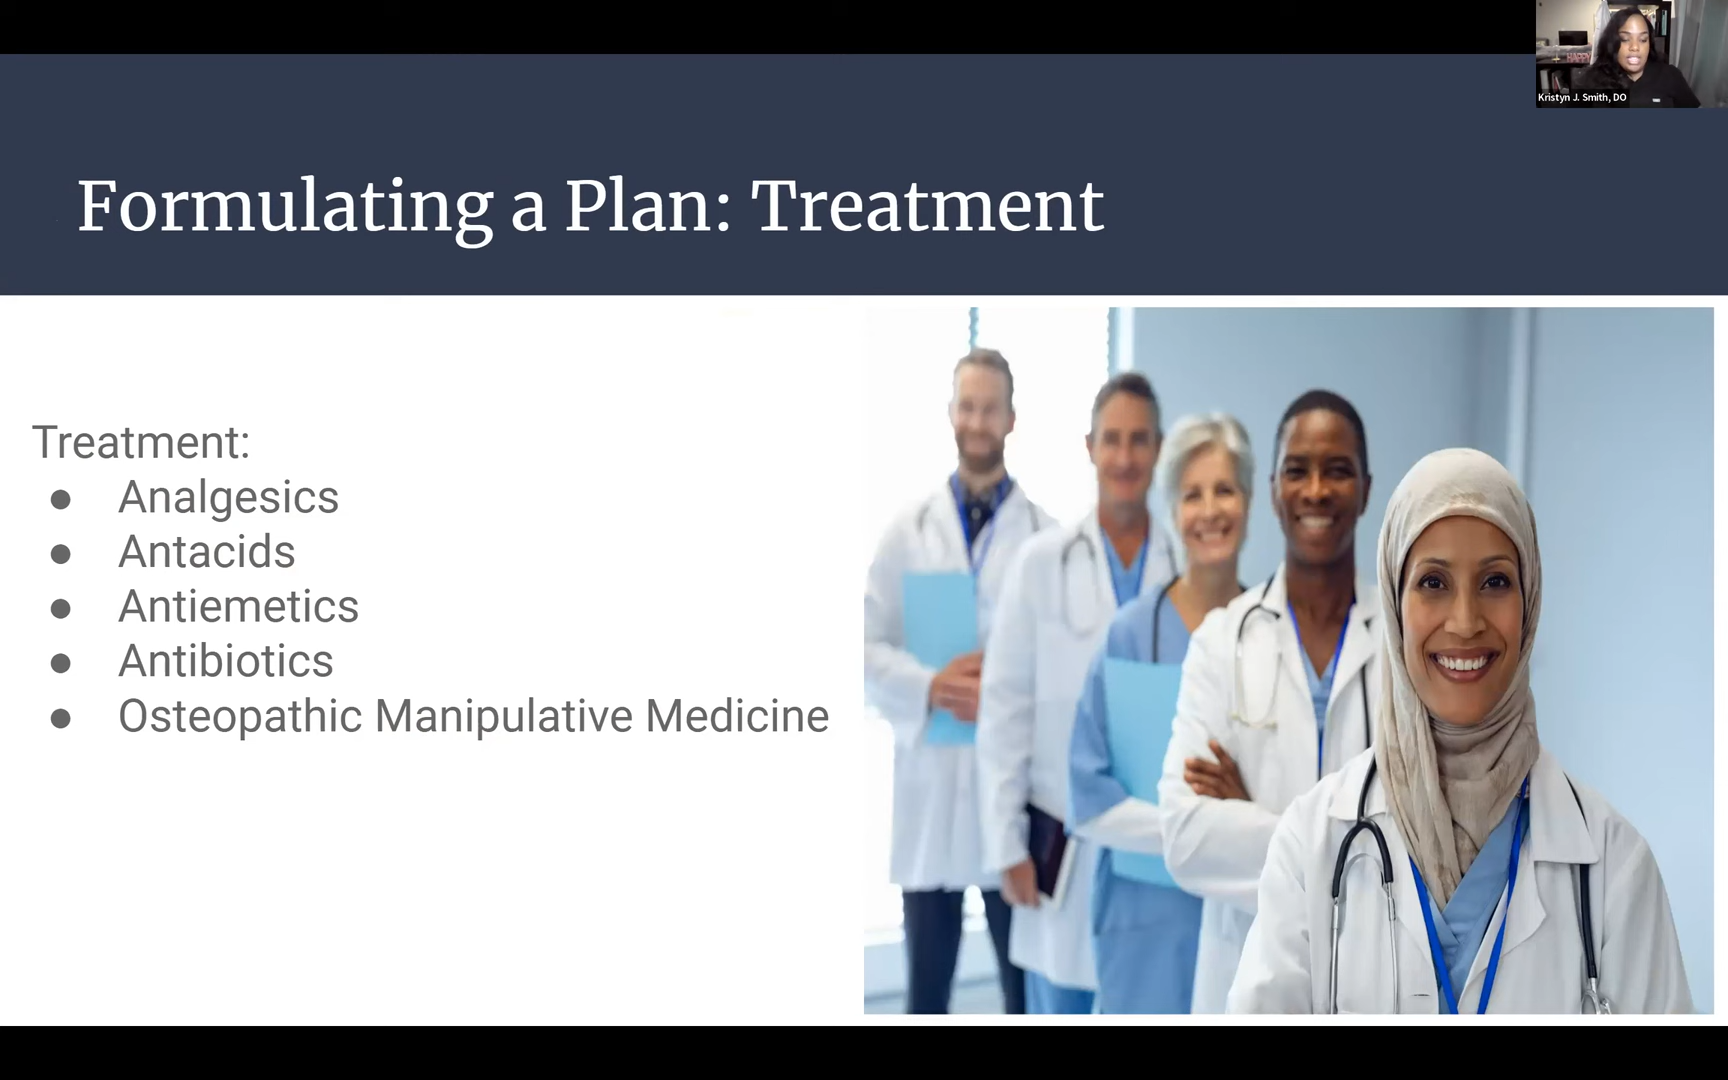 Kristyn J. Smith, DO
Formulating a Plan: Treatment
Treatment:
● Analgesics
● Antacids
● Antiemetics
● Antibiotics
● Osteopathic Manipulative Medicine